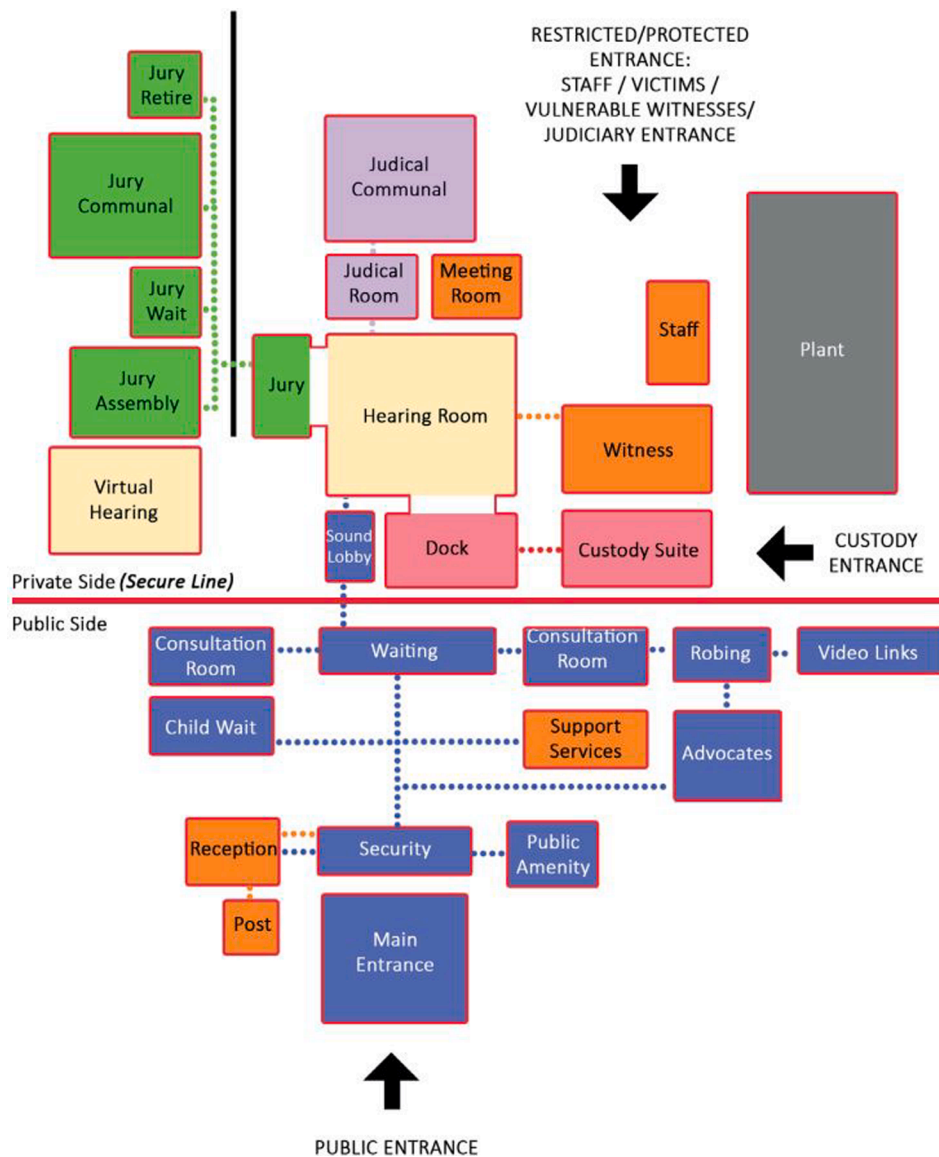 RESTRICTED/PROTECTED
ENTRANCE:
STAFF / VICTIMS /
VULNERABLE WITNESSES/
JUDICIARY ENTRANCE
Jury
Retire
Jury
Communal
Judical
Communal
Jury
Wait
Judical
Room
Meeting
Room
Staff
Plant
Jury
Assembly
Jury
Hearing Room
Witness
Virtual
Hearing
Sound
Lobby
Dock
Custody Suite
CUSTODY
ENTRANCE
Private Side (Secure Line)
Public Side
Consultation
Room
Waiting
Consultation
Room
Robing
Video Links
Child Wait
Support
Services
Advocates
Reception
Security
Public
Amenity
Post
Main
Entrance
PUBLIC ENTRANCE